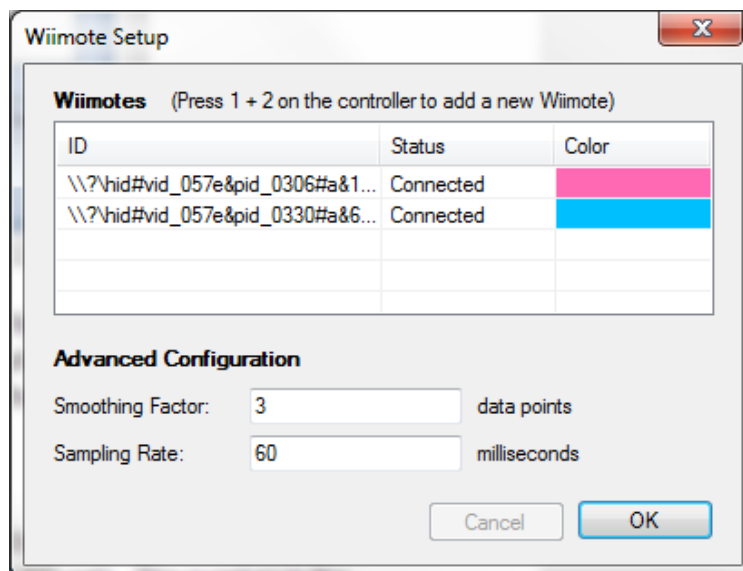 Wiimote Setup
Wiimotes (Press 1 + 2 on the controller to add a new Wiimote)
ID Status Color
\\?\hid#vid_057e&pid_0306#a&1... Connected
\\?\hid#vid_057e&pid_0330#a&6... Connected
Advanced Configuration
Smoothing Factor: 3 data points
Sampling Rate: 60 milliseconds
Cancel OK